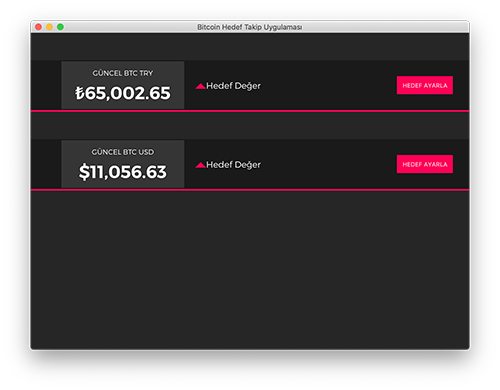 Bitcoin Hedef Takip Uygulaması
GÜNCEL BTC TRY
₺65,002.65
Hedef Değer
HEDEF AYARLA
GÜNCEL BTC USD
$11,056.63
Hedef Değer
HEDEF AYARLA